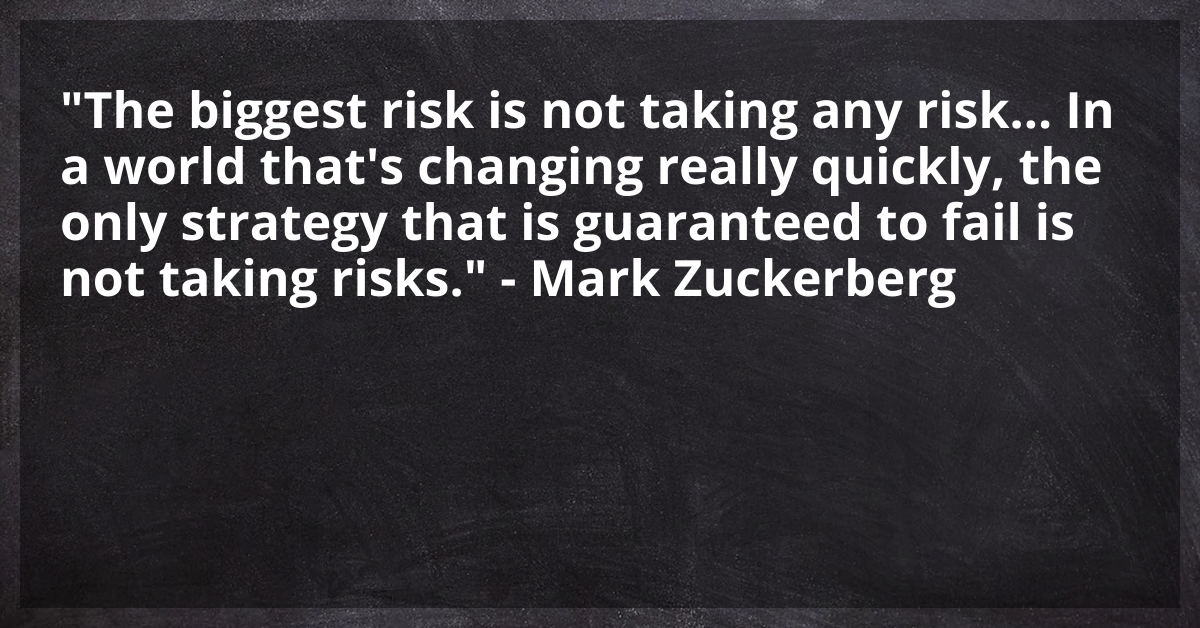 "The biggest risk is not taking any risk... In
a world that's changing really quickly, the
only strategy that is guaranteed to fail is
not taking risks." - Mark Zuckerberg